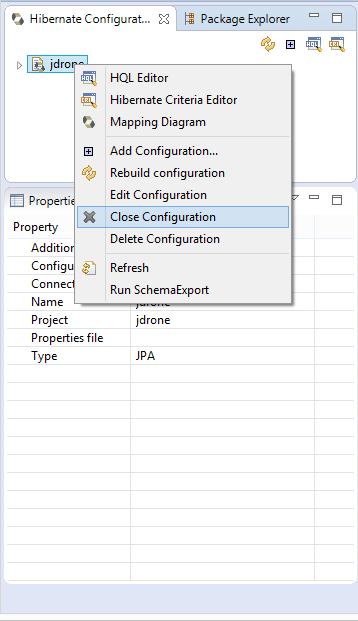 Hibernate Configurat...
Package Explorer
jdrone
HQL Editor
Hibernate Criteria Editor
Mapping Diagram
Add Configuration...
Rebuild configuration
Edit Configuration
Close Configuration
Delete Configuration
Refresh
Run SchemaExport
Properties
Property
Addition
Configu
Connect
Name jdrone
Project jdrone
Properties file
Type JPA